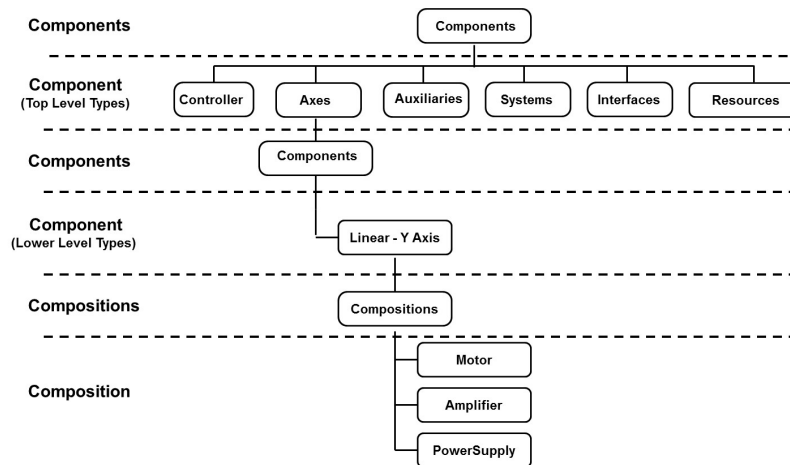 Components
Components
Component
(Top Level Types)
Controller
Axes
Auxiliaries
Systems
Interfaces
Resources
Components
Components
Component
(Lower Level Types)
Linear - Y Axis
Compositions
Compositions
Motor
Composition
Amplifier
PowerSupply